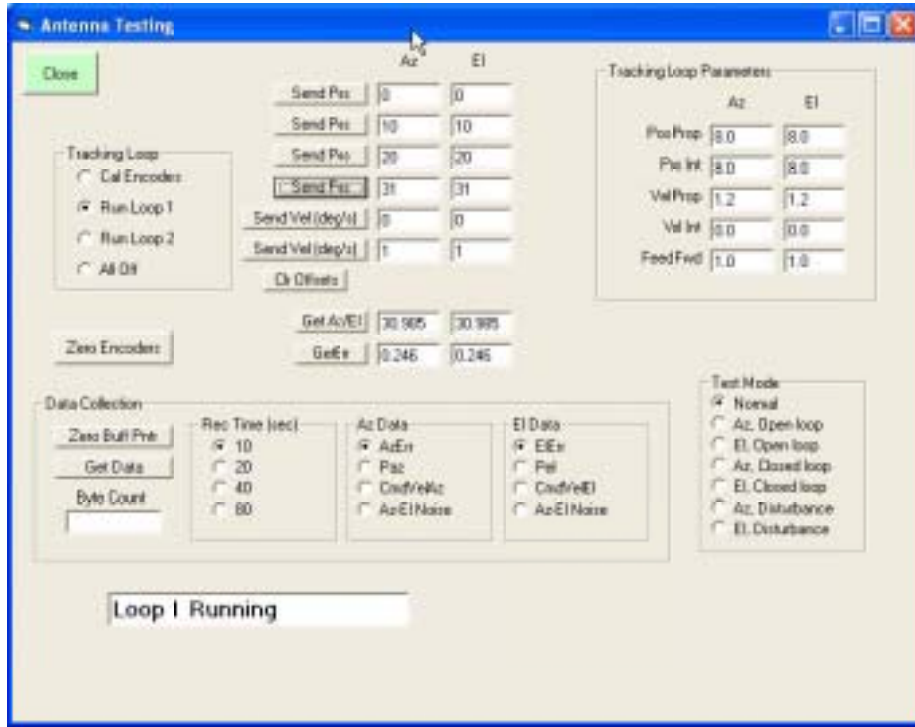 Antenna Testing
Close
Az El
Send Pos 0 0
Send Pos 10 10
Send Pos 20 20
Send Pos 31 31
Send Vel (deg/s) 0 0
Send Vel (deg/s) 1 1
Clr Offsets
Tracking Loop
Cal Encoders
Run Loop 1
Run Loop 2
All Off
Tracking Loop Parameters
Az El
PosProp 8.0 8.0
Pos Int 8.0 8.0
VelProp 1.2 1.2
Vel Int 0.0 0.0
FeedFwd 1.0 1.0
Zero Encoders
Get Az/El 30.985 30.985
GetErr 0.246 0.246
Data Collection
Zero Buff Pntr
Get Data
Byte Count
Rec Time (sec)
10
20
40
80
Az Data
AzErr
Paz
CmdVelAz
Az-El Noise
El Data
ElErr
Pel
CmdVelEl
Az-El Noise
Test Mode
Normal
Az, Open loop
El, Open loop
Az, Closed loop
El, Closed loop
Az, Disturbance
El, Disturbance
Loop 1 Running